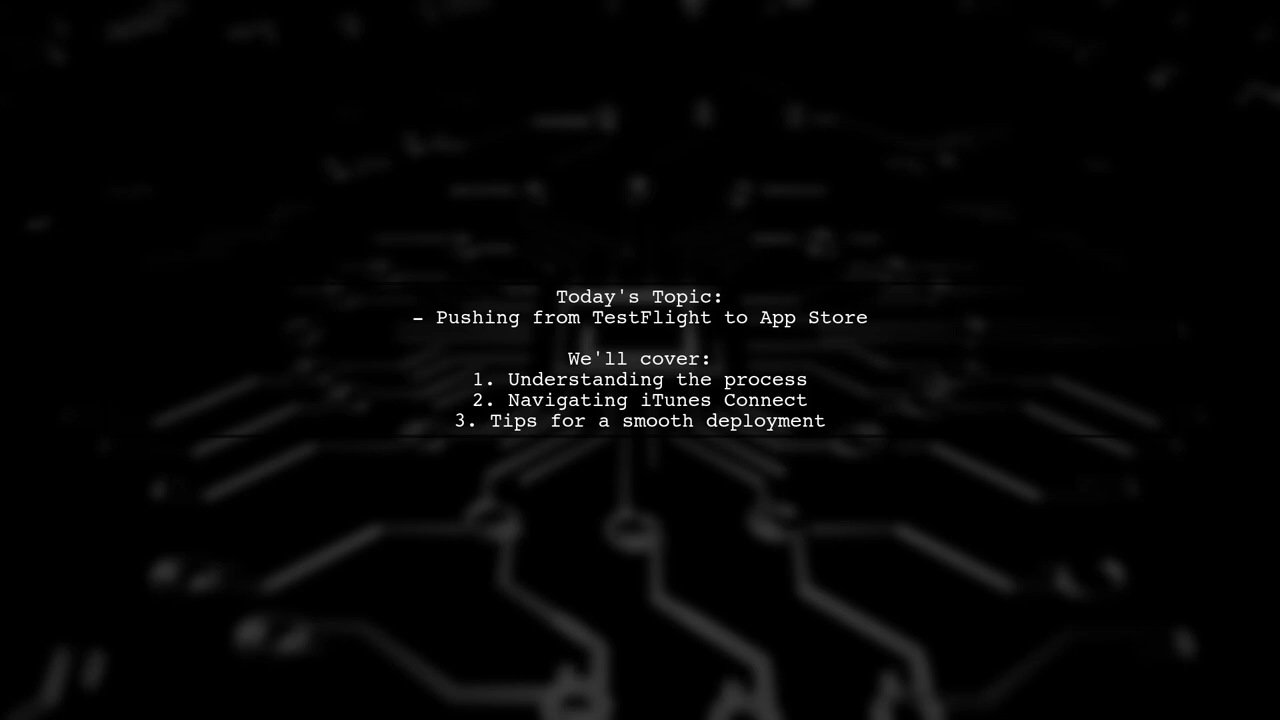 Today's Topic:
- Pushing from TestFlight to App Store
We'll cover:
1. Understanding the process
2. Navigating iTunes Connect
3. Tips for a smooth deployment